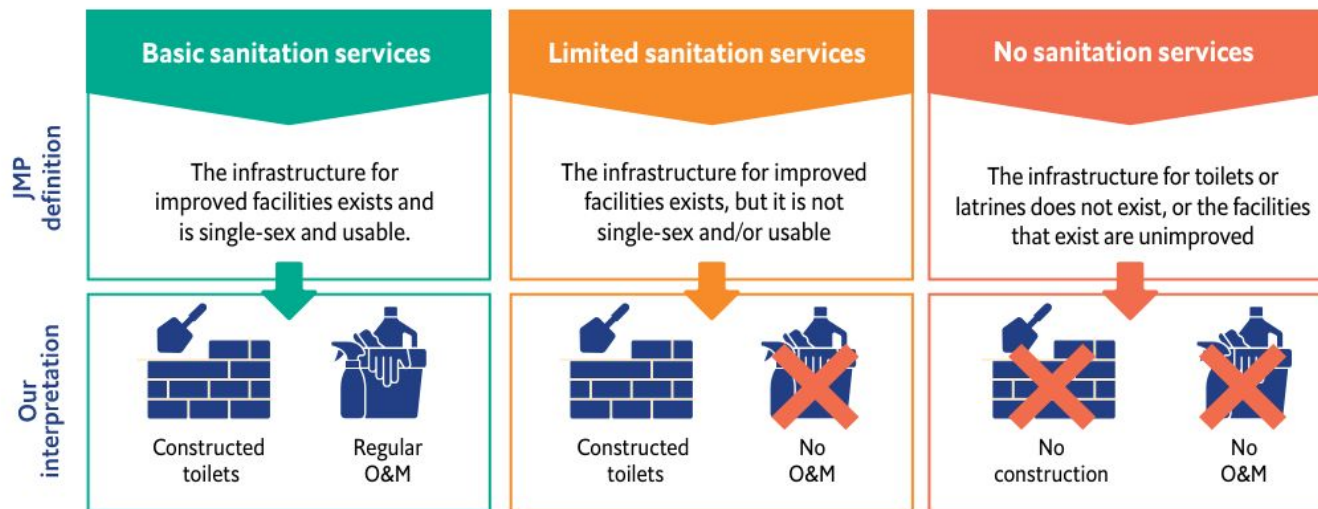 Basic sanitation services
Limited sanitation services
No sanitation services
JMP
definition
The infrastructure for
improved facilities exists and
is single-sex and usable.
The infrastructure for improved
facilities exists, but it is not
single-sex and/or usable
The infrastructure for toilets or
latrines does not exist, or the facilities
that exist are unimproved
Our
interpretation
Constructed
toilets
Regular
O&M
Constructed
toilets
No
O&M
No
construction
No
O&M